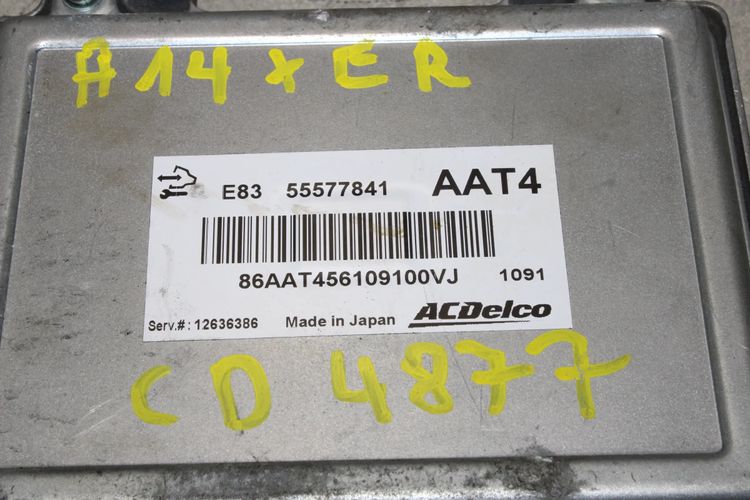 A14XER
E83 55577841 AAT4
86AAT456109100VJ 1091
Serv.#: 12636386 Made in Japan ACDelco
CD 4877